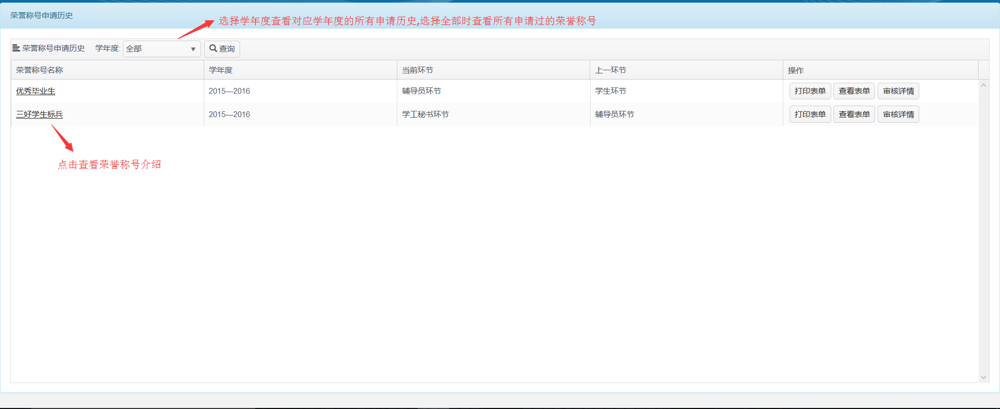 荣誉称号申请历史
选择学年度查看对应学年度的所有申请历史,选择全部时查看所有申请过的荣誉称号
荣誉称号申请历史 学年度: 全部 查询
荣誉称号名称 学年度 当前环节 上一环节 操作
优秀毕业生 2015—2016 辅导员环节 学生环节 打印表单 查看表单 审核详情
三好学生标兵 2015—2016 学工秘书环节 辅导员环节 打印表单 查看表单 审核详情
点击查看荣誉称号介绍